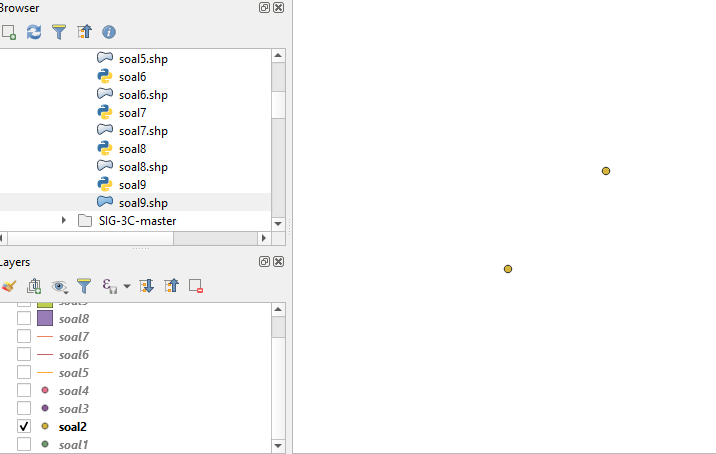 Browser
soal5.shp
soal6
soal6.shp
soal7
soal7.shp
soal8
soal8.shp
soal9
soal9.shp
SIG-3C-master
Layers
soal8
soal7
soal6
soal5
soal4
soal3
soal2
soal1